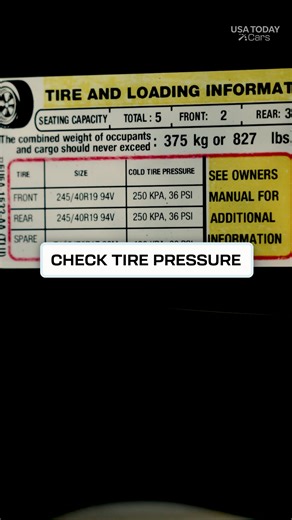 USA TODAY
Cars
TIRE AND LOADING INFORMAT
SEATING CAPACITY TOTAL : 5 FRONT: 2 REAR: 3
The combined weight of occupants and cargo should never exceed : 375 kg or 827 lbs.
TIRE SIZE COLD TIRE PRESSURE
FRONT 245/40R19 94V 250 KPA, 36 PSI
REAR 245/40R19 94V 250 KPA, 36 PSI
SPARE
SEE OWNERS
MANUAL FOR
ADDITIONAL
INFORMATION
CHECK TIRE PRESSURE